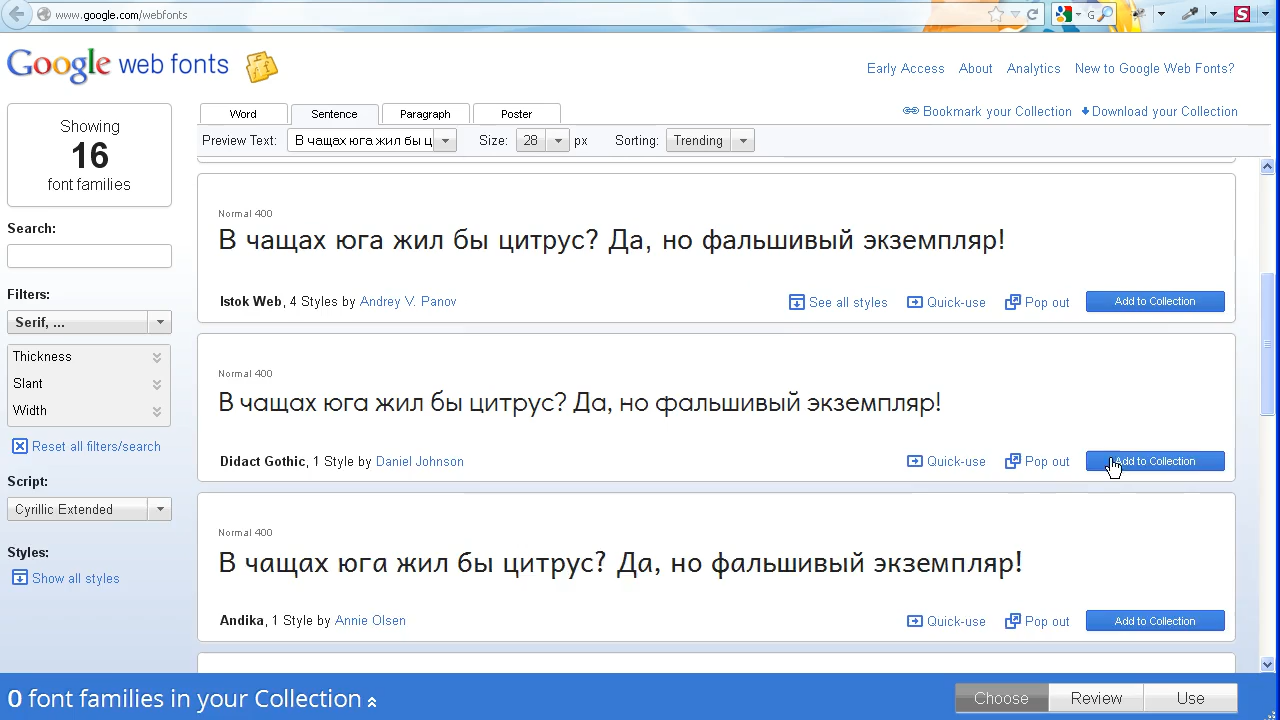 www.google.com/webfonts
Google web fonts
Early Access About Analytics New to Google Web Fonts?
Bookmark your Collection Download your Collection
Showing
16
font families
Word Sentence Paragraph Poster
Preview Text: В чащах юга жил бы ц Size: 28 px Sorting: Trending
Search:
Filters:
Serif, ...
Thickness
Slant
Width
Reset all filters/search
Script:
Cyrillic Extended
Styles:
Show all styles
Normal 400
В чащах юга жил бы цитрус? Да, но фальшивый экземпляр!
Istok Web, 4 Styles by Andrey V. Panov See all styles Quick-use Pop out Add to Collection
Normal 400
В чащах юга жил бы цитрус? Да, но фальшивый экземпляр!
Didact Gothic, 1 Style by Daniel Johnson Quick-use Pop out Add to Collection
Normal 400
В чащах юга жил бы цитрус? Да, но фальшивый экземпляр!
Andika, 1 Style by Annie Olsen Quick-use Pop out Add to Collection
0 font families in your Collection Choose Review Use